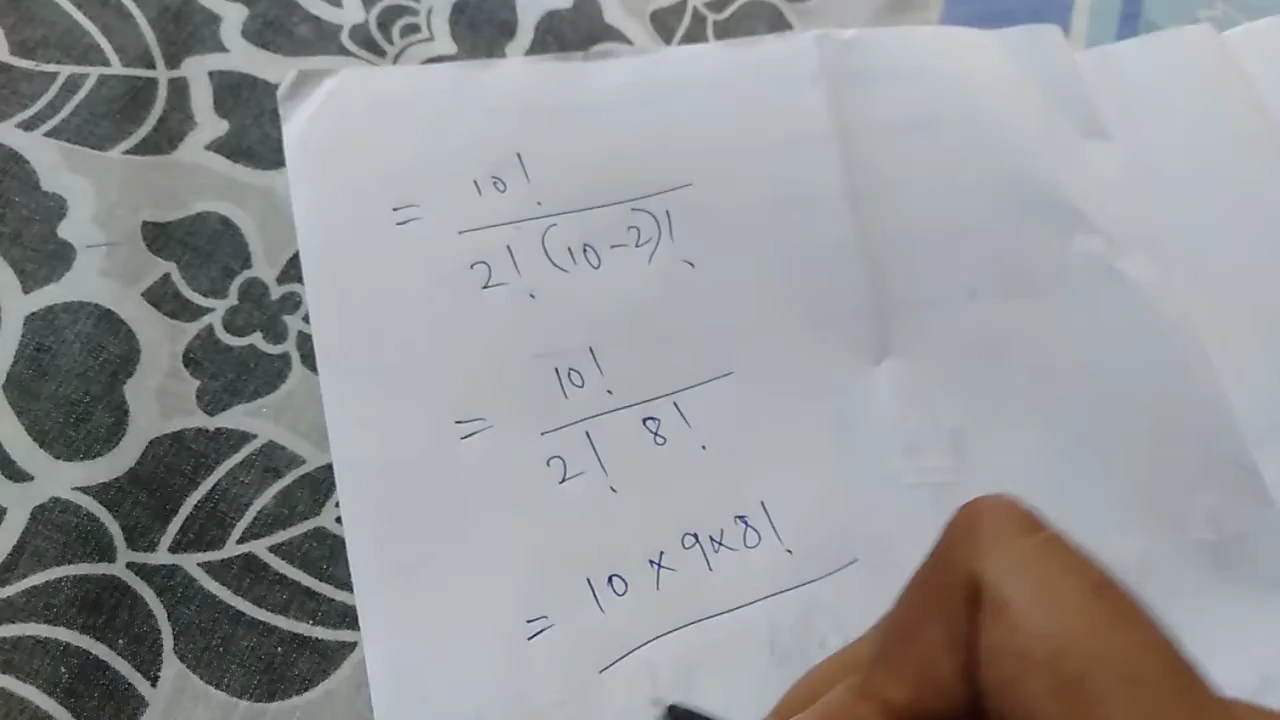 = 10! / 2! (10-2)!
= 10! / 2! 8!
= 10 × 9 × 8!